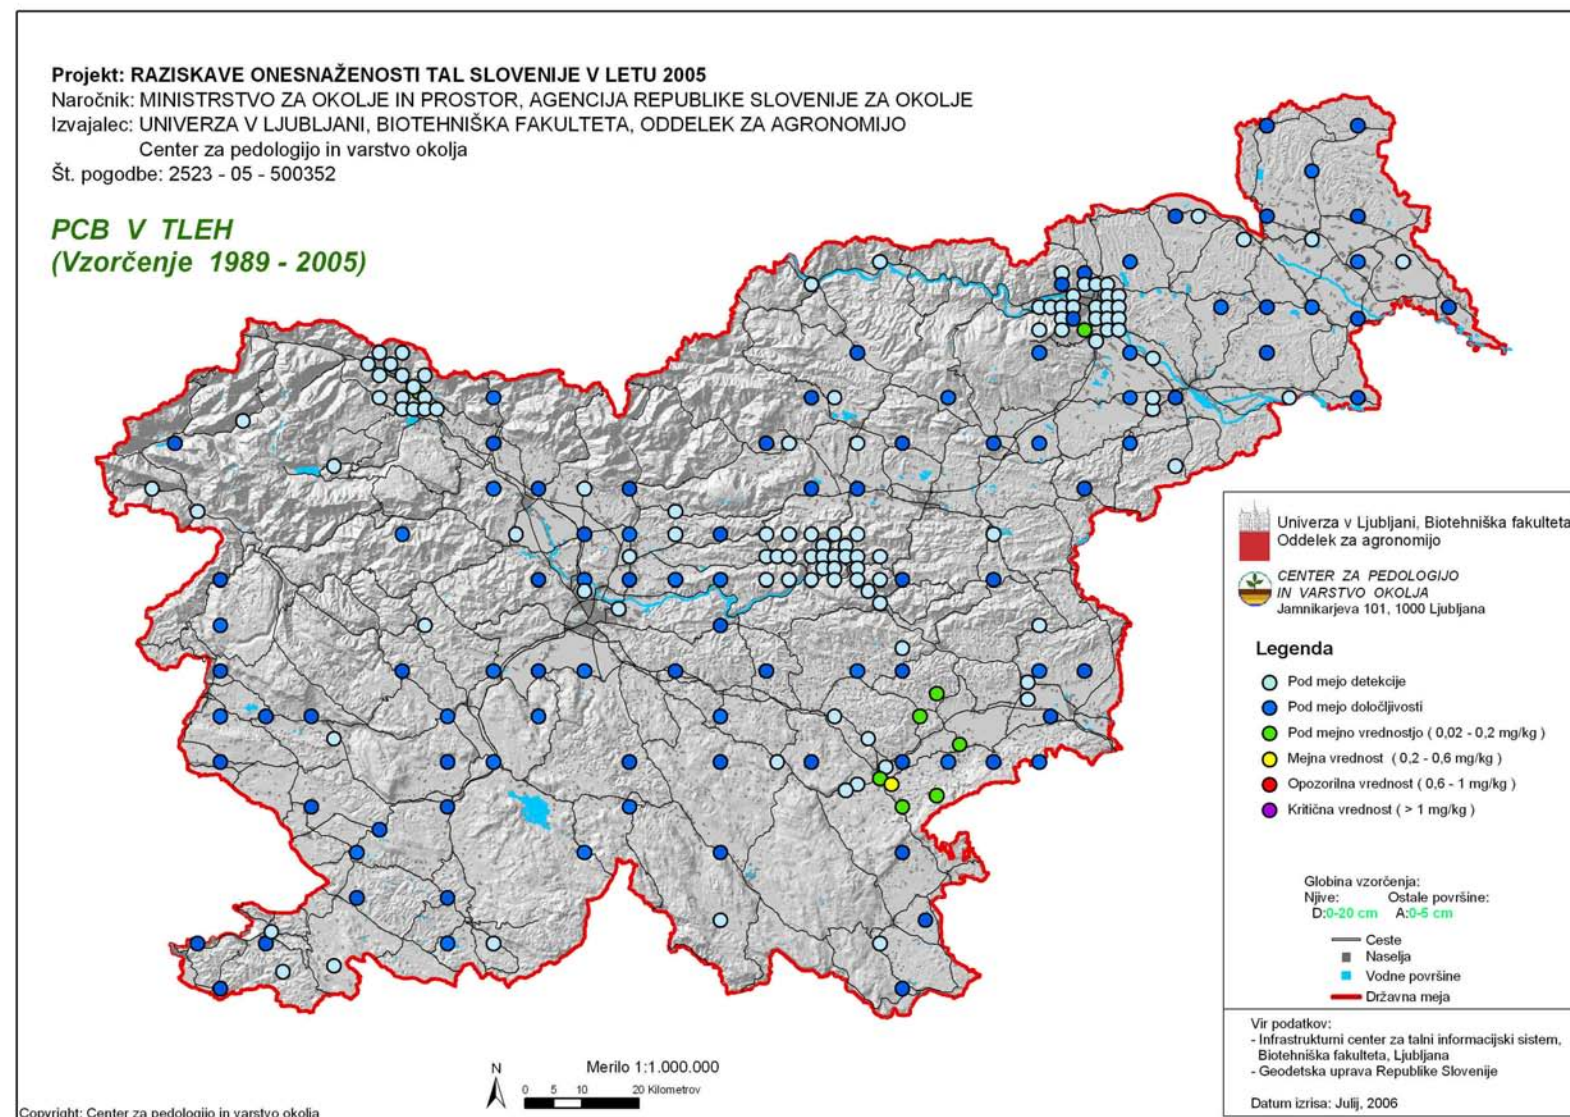 Projekt: RAZISKAVE ONESNAŽENOSTI TAL SLOVENIJE V LETU 2005
Naročnik: MINISTRSTVO ZA OKOLJE IN PROSTOR, AGENCIJA REPUBLIKE SLOVENIJE ZA OKOLJE
Izvajalec: UNIVERZA V LJUBLJANI, BIOTEHNIŠKA FAKULTETA, ODDELEK ZA AGRONOMIJO
Center za pedologijo in varstvo okolja
Št. pogodbe: 2523 - 05 - 500352
PCB V TLEH
(Vzorčenje 1989 - 2005)
Univerza v Ljubljani, Biotehniška fakulteta
Oddelek za agronomijo
CENTER ZA PEDOLOGIJO
IN VARSTVO OKOLJA
Jamnikarjeva 101, 1000 Ljubljana
Legenda
Pod mejo detekcije
Pod mejo določljivosti
Pod mejno vrednostjo ( 0,02 - 0,2 mg/kg )
Mejna vrednost ( 0,2 - 0,6 mg/kg )
Opozorilna vrednost ( 0,6 - 1 mg/kg )
Kritična vrednost ( > 1 mg/kg )
Globina vzorčenja:
Njive: Ostale površine:
D:0-20 cm A:0-5 cm
Ceste
Naselja
Vodne površine
Državna meja
Vir podatkov:
- Infrastrukturni center za talni informacijski sistem,
Biotehniška fakulteta, Ljubljana
- Geodetska uprava Republike Slovenije
Datum izrisa: Julij, 2006
N
Merilo 1:1.000.000
0 5 10 20 Kilometrov
Copyright: Center za pedologijo in varstvo okolja